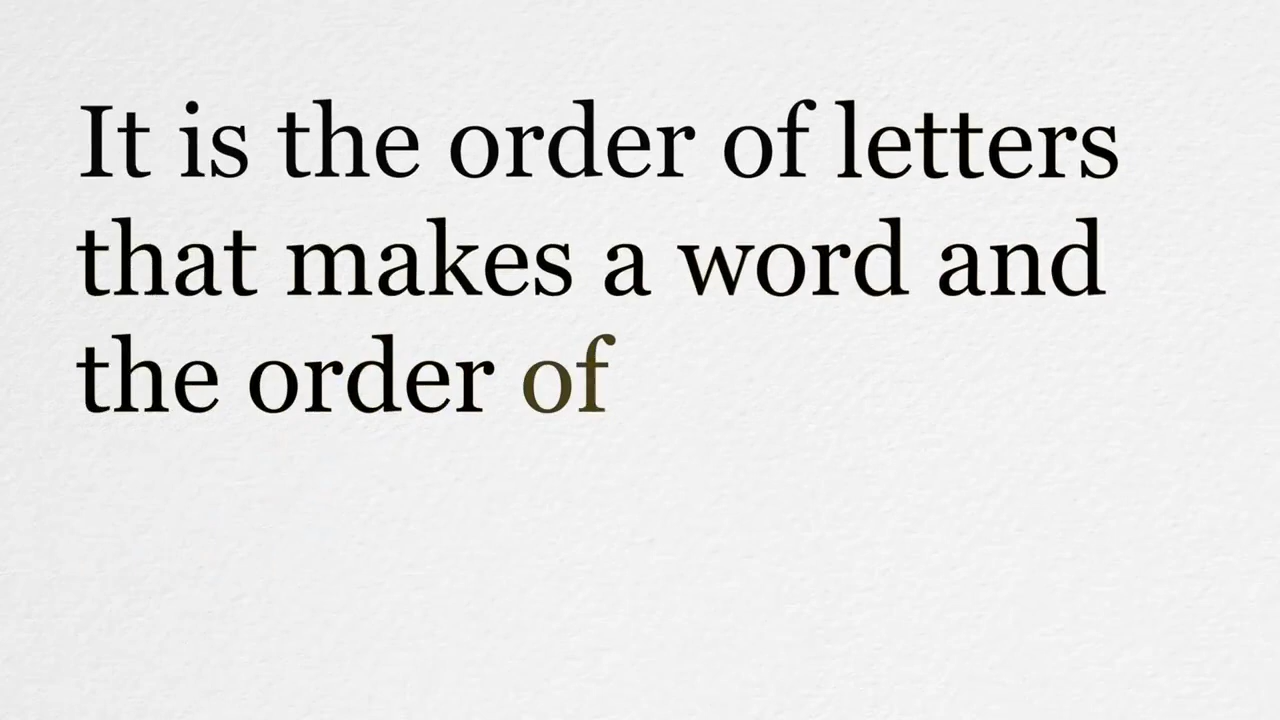 It is the order of letters
that makes a word and
the order of